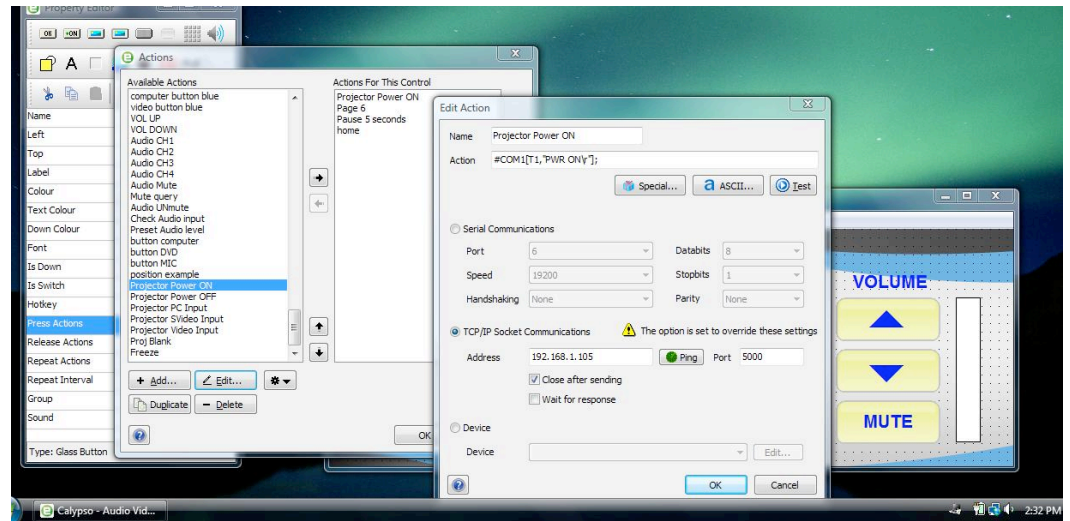 Property Editor
OK
ON
A
Name
Left
Top
Label
Colour
Text Colour
Down Colour
Font
Is Down
Is Switch
Hotkey
Press Actions
Release Actions
Repeat Actions
Repeat Interval
Group
Sound
Type: Glass Button
Actions
Available Actions
computer button blue
video button blue
VOL UP
VOL DOWN
Audio CH1
Audio CH2
Audio CH3
Audio CH4
Audio Mute
Mute query
Audio UNmute
Check Audio input
Preset Audio level
button computer
button DVD
button MIC
position example
Projector Power ON
Projector Power OFF
Projector PC Input
Projector SVideo Input
Projector Video Input
Proj Blank
Freeze
+ Add...
Edit...
Duplicate
Delete
Actions For This Control
Projector Power ON
Page 6
Pause 5 seconds
home
OK
Edit Action
Name Projector Power ON
Action #COM1[T1,"PWR ON\r"];
Special... a ASCII... Test
Serial Communications
Port 6 Databits 8
Speed 19200 Stopbits 1
Handshaking None Parity None
TCP/IP Socket Communications The option is set to override these settings
Address 192.168.1.105 Ping Port 5000
Close after sending
Wait for response
Device
Device Edit...
OK Cancel
VOLUME
MUTE
Calypso - Audio Vid...
2:32 PM